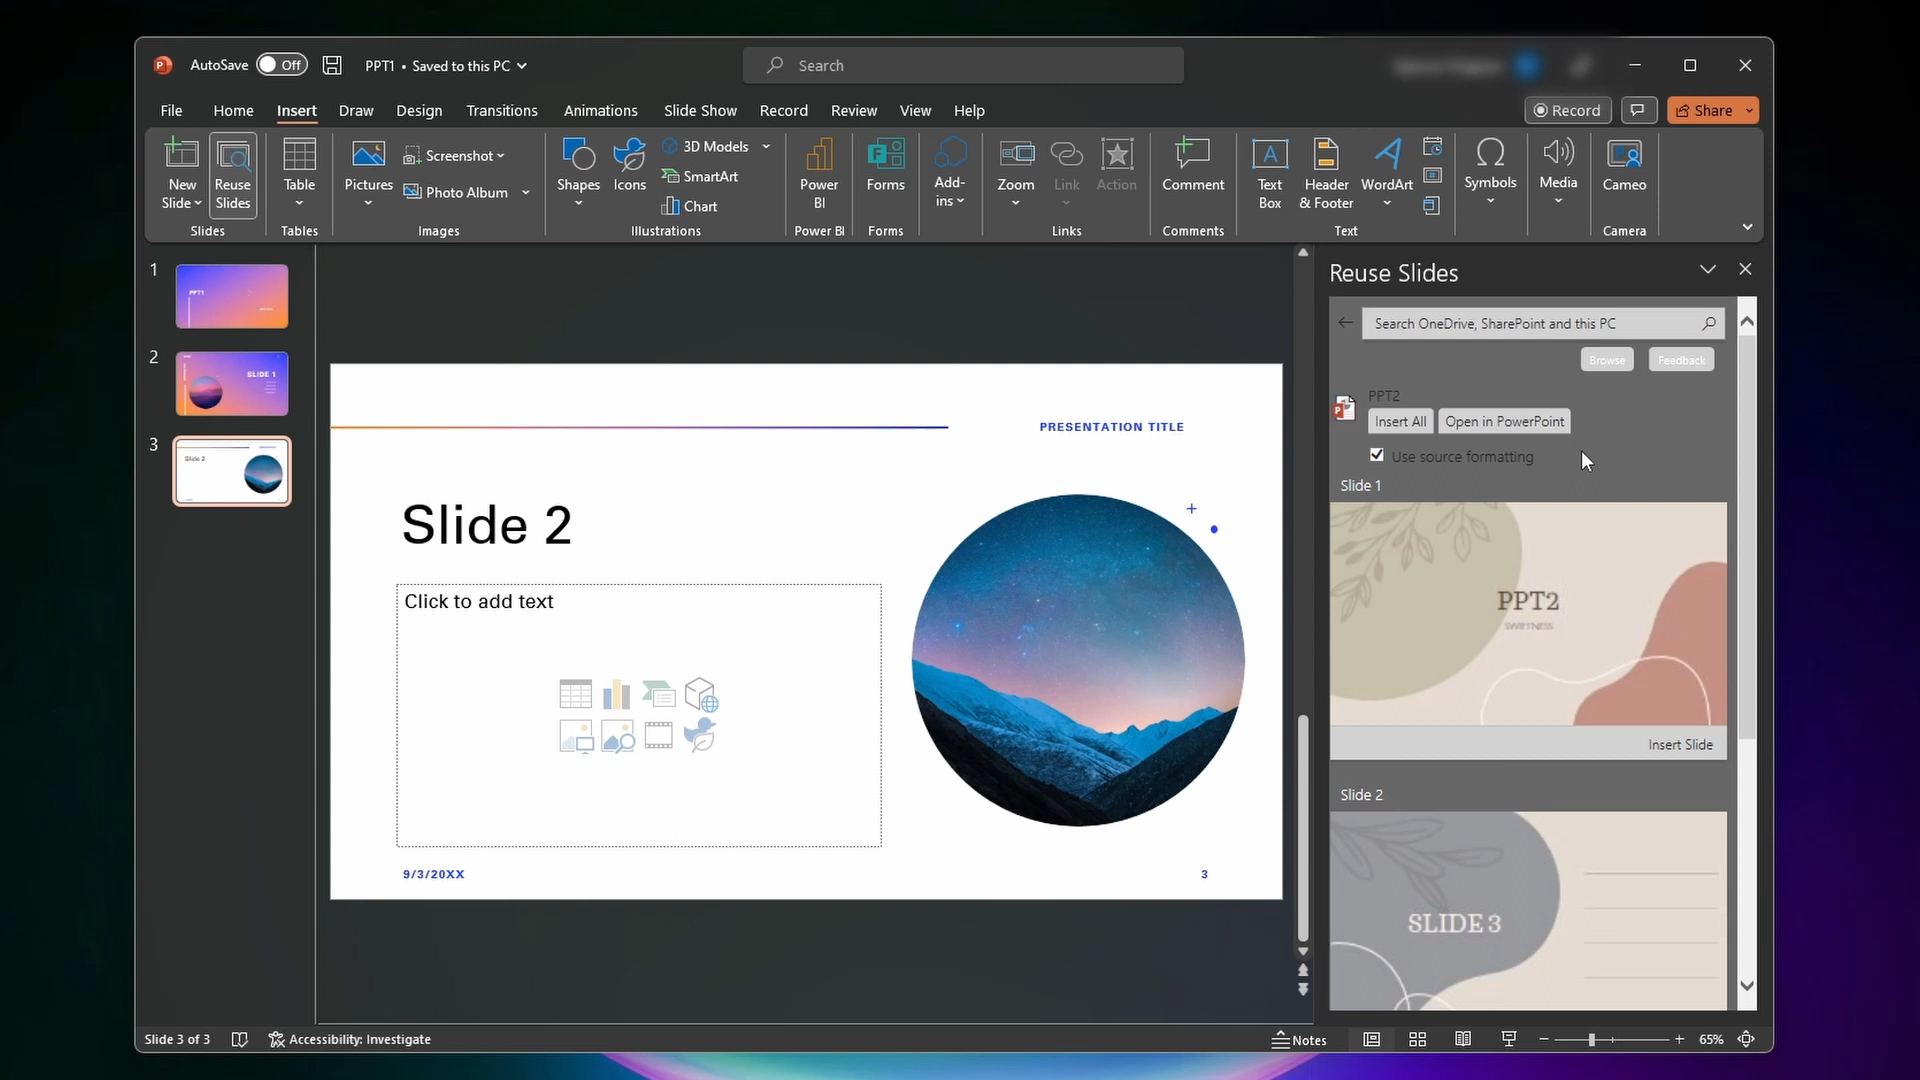 AutoSave Off PPT1 • Saved to this PC Search
File Home Insert Draw Design Transitions Animations Slide Show Record Review View Help Record Share
New Slide
Reuse Slides
Slides
Table
Tables
Pictures
Screenshot
Photo Album
Images
Shapes
Icons
3D Models
SmartArt
Chart
Illustrations
Power BI
Power BI
Forms
Forms
Add-ins
Zoom
Link
Action
Links
Comment
Comments
Text Box
Header & Footer
WordArt
Text
Symbols
Media
Cameo
Camera
1
PPT1
2
SLIDE 1
3
Slide 2
PRESENTATION TITLE
Slide 2
Click to add text
9/3/20XX
3
Reuse Slides
Search OneDrive, SharePoint and this PC
Browse Feedback
PPT2
Insert All Open in PowerPoint
Use source formatting
Slide 1
PPT2
SWIFTNESS
Insert Slide
Slide 2
SLIDE 3
Slide 3 of 3 Accessibility: Investigate Notes 65%